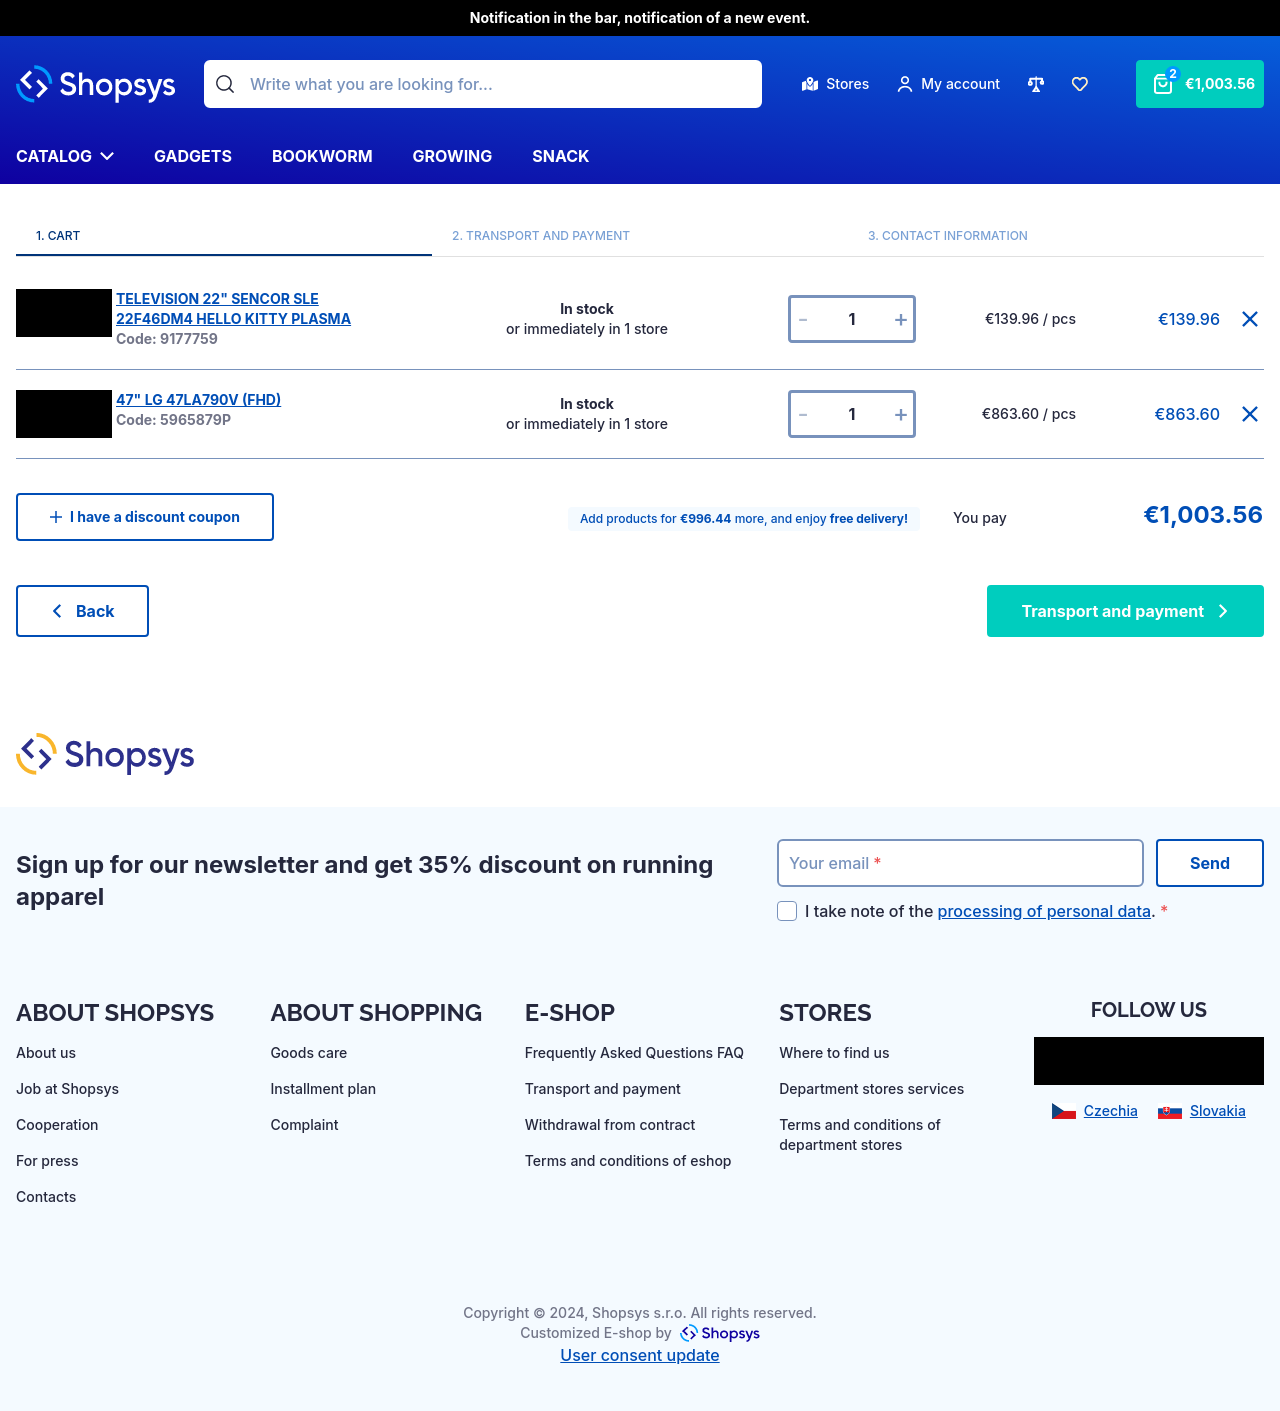 Notification in the bar, notification of a new event.
Shopsys
Write what you are looking for...
Stores
My account
2
€1,003.56
CATALOG
GADGETS
BOOKWORM
GROWING
SNACK
1. CART
2. TRANSPORT AND PAYMENT
3. CONTACT INFORMATION
TELEVISION 22" SENCOR SLE
22F46DM4 HELLO KITTY PLASMA
Code: 9177759
In stock
or immediately in 1 store
- 1 +
€139.96 / pcs
€139.96
47" LG 47LA790V (FHD)
Code: 5965879P
In stock
or immediately in 1 store
- 1 +
€863.60 / pcs
€863.60
I have a discount coupon
Add products for €996.44 more, and enjoy free delivery!
You pay
€1,003.56
Back
Transport and payment
Shopsys
Sign up for our newsletter and get 35% discount on running
apparel
Your email *
Send
I take note of the processing of personal data. *
ABOUT SHOPSYS
About us
Job at Shopsys
Cooperation
For press
Contacts
ABOUT SHOPPING
Goods care
Installment plan
Complaint
E-SHOP
Frequently Asked Questions FAQ
Transport and payment
Withdrawal from contract
Terms and conditions of eshop
STORES
Where to find us
Department stores services
Terms and conditions of
department stores
FOLLOW US
Czechia
Slovakia
Copyright © 2024, Shopsys s.r.o. All rights reserved.
Customized E-shop by Shopsys
User consent update